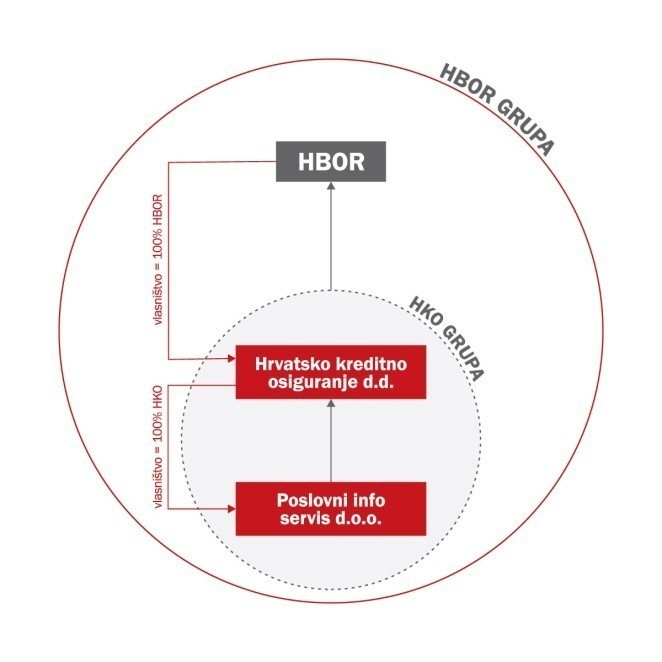 HBOR GRUPA
HBOR
vlasništvo = 100% HBOR
HKO GRUPA
Hrvatsko kreditno
osiguranje d.d.
vlasništvo = 100% HKO
Poslovni info
servis d.o.o.